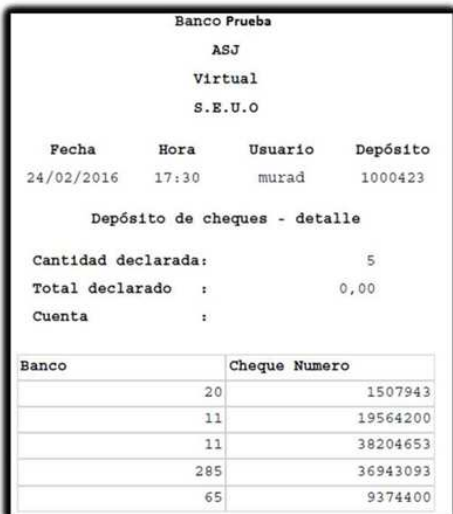 Banco Prueba
ASJ
Virtual
S.E.U.O
Fecha Hora Usuario Depósito
24/02/2016 17:30 murad 1000423
Depósito de cheques - detalle
Cantidad declarada: 5
Total declarado : 0,00
Cuenta :
Banco Cheque Numero
20 1507943
11 19564200
11 38204653
285 36943093
65 9374400